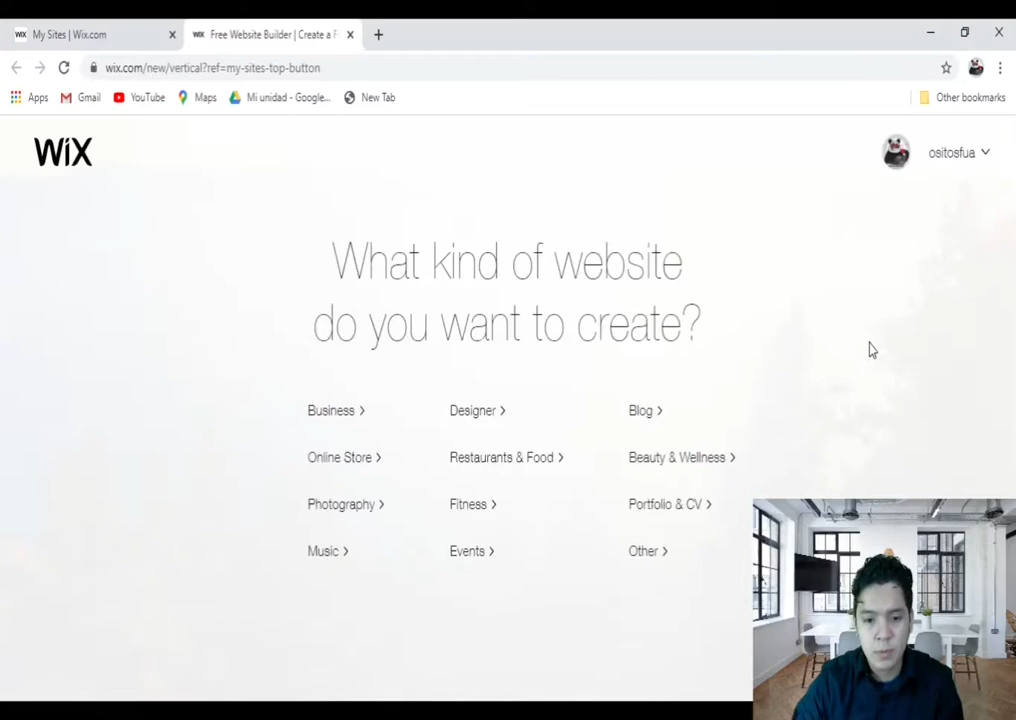 WiX My Sites | Wix.com
WiX Free Website Builder | Create a F
wix.com/new/vertical?ref=my-sites-top-button
Apps Gmail YouTube Maps Mi unidad - Google... New Tab Other bookmarks
WiX
ositosfua
What kind of website
do you want to create?
Business > Designer > Blog >
Online Store > Restaurants & Food > Beauty & Wellness >
Photography > Fitness > Portfolio & CV >
Music > Events > Other >